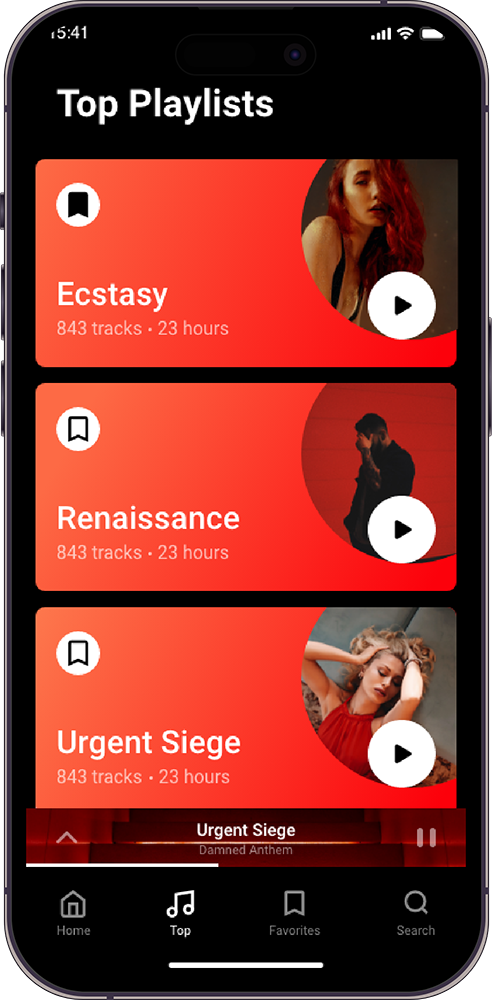 15:41
Top Playlists
Ecstasy
843 tracks • 23 hours
Renaissance
843 tracks • 23 hours
Urgent Siege
843 tracks • 23 hours
Urgent Siege
Damned Anthem
Home
Top
Favorites
Search